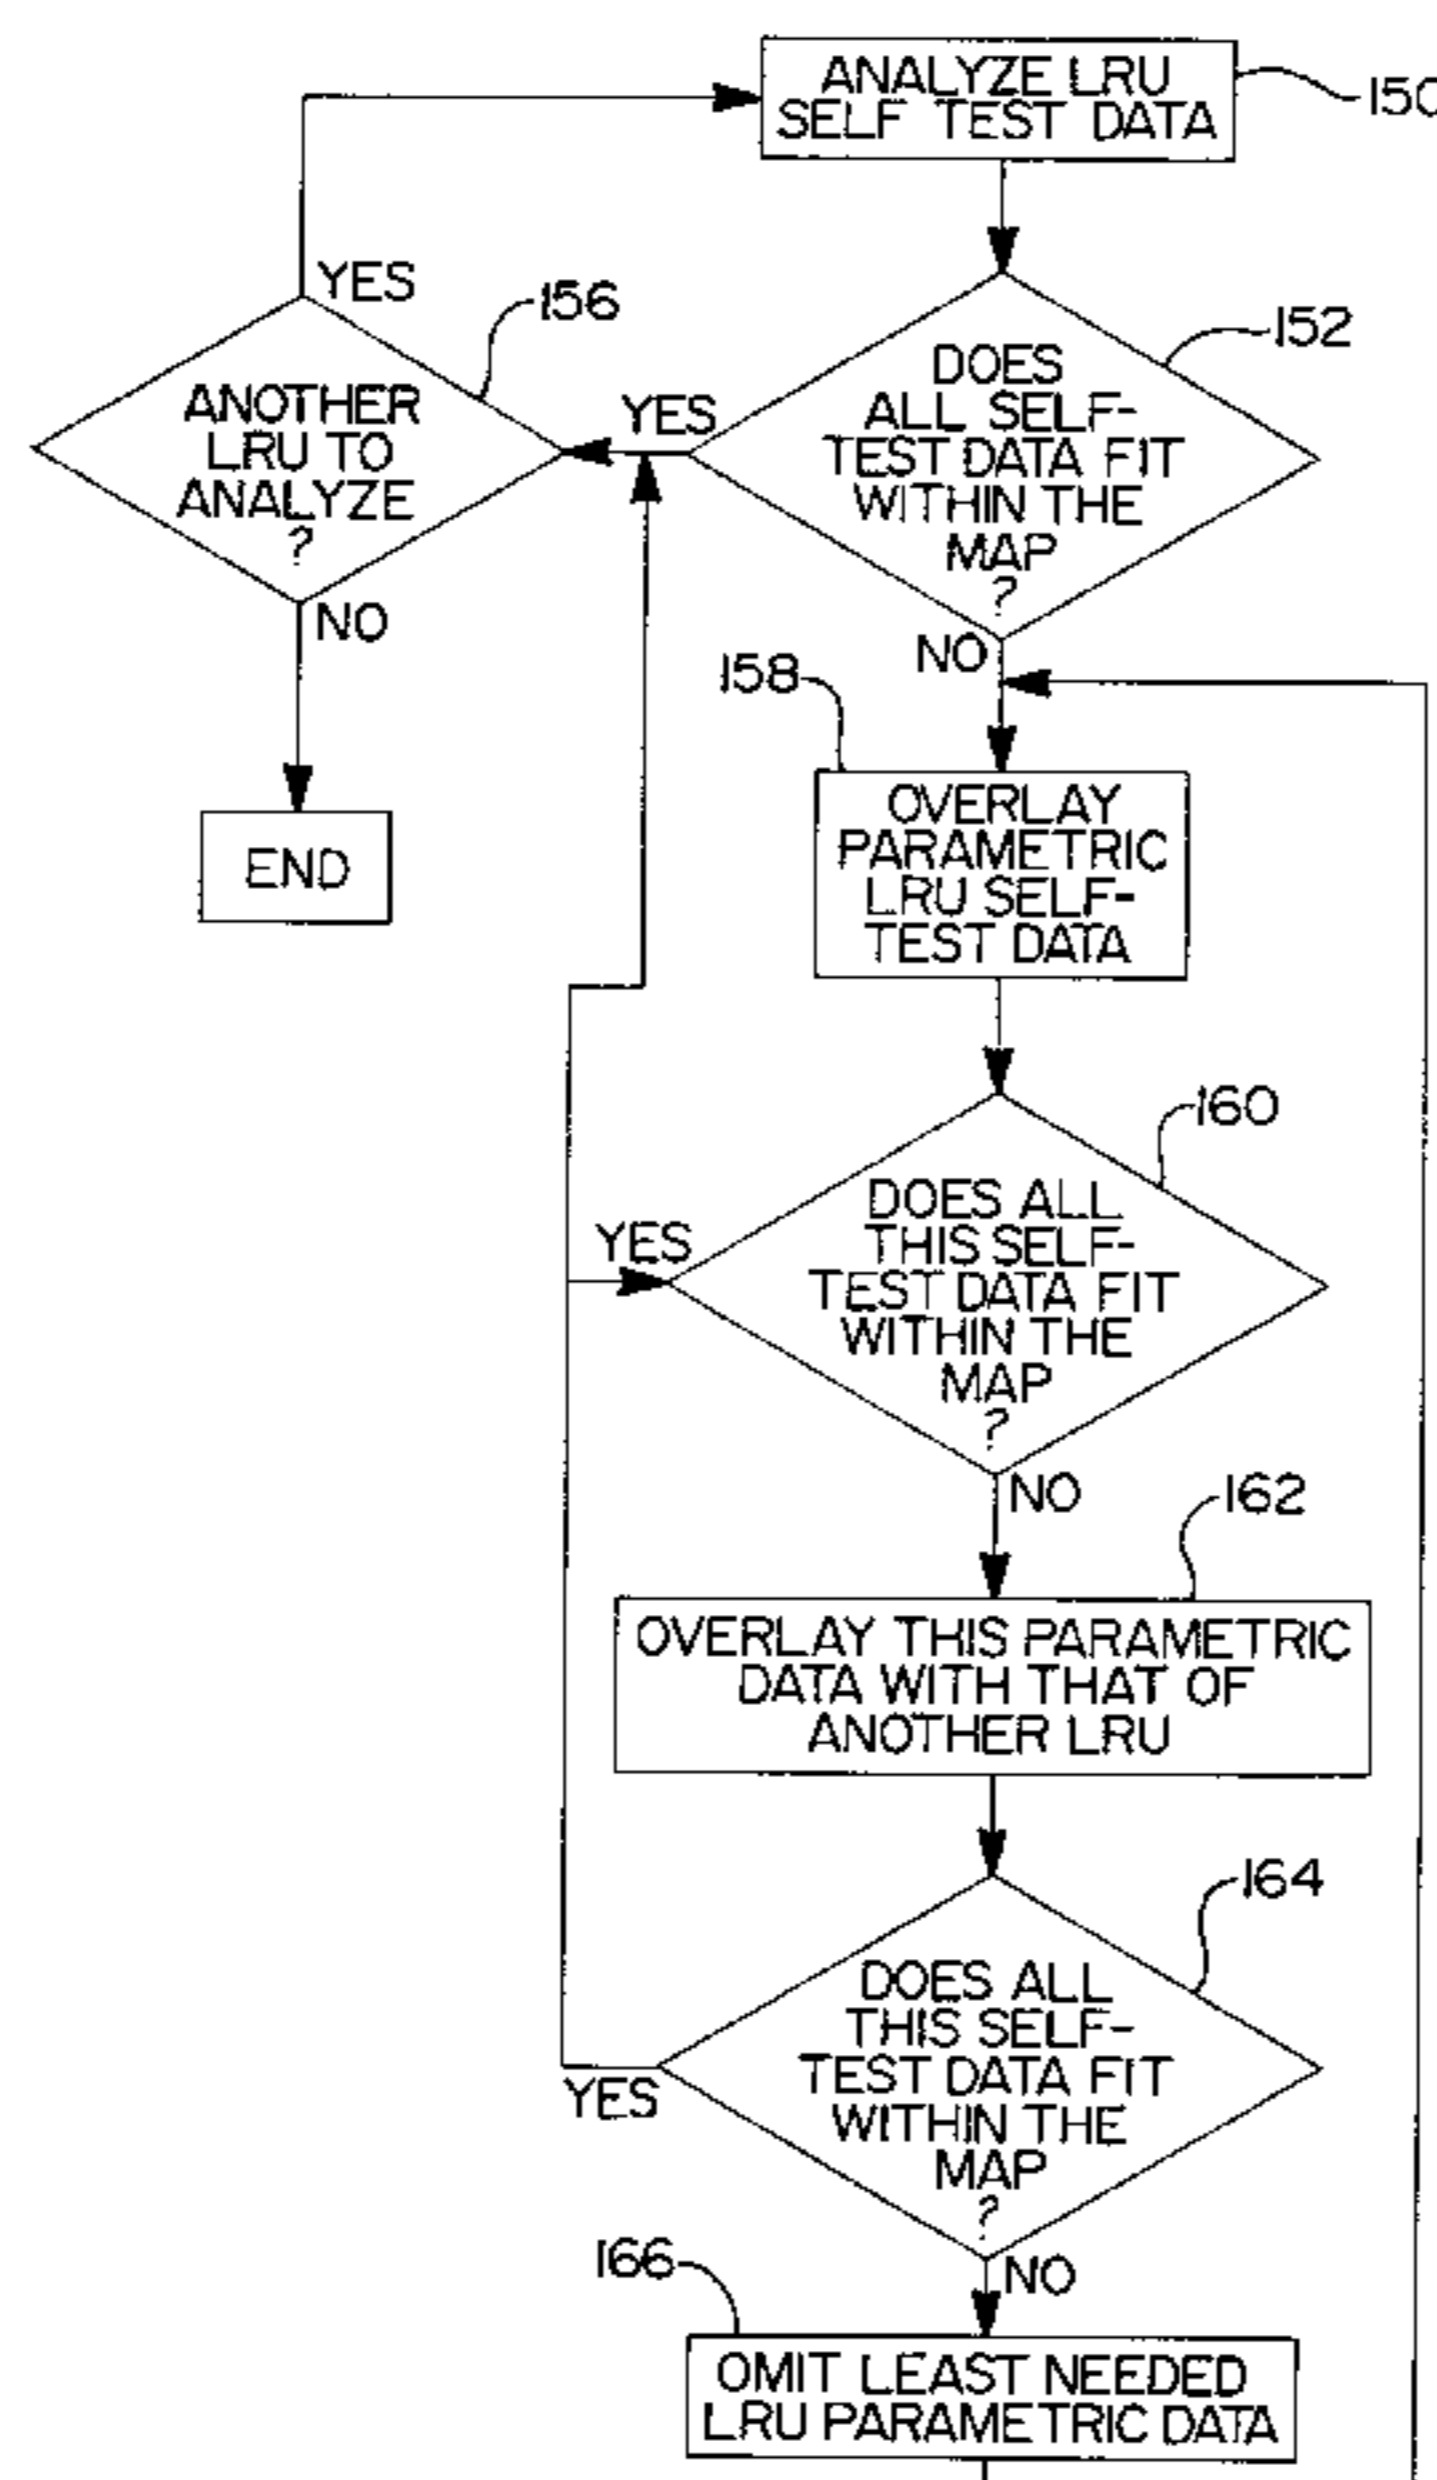 ANALYZE LRU
SELF TEST DATA
150
YES
156
ANOTHER
LRU TO
ANALYZE
?
NO
END
152
DOES
ALL SELF-
TEST DATA FIT
WITHIN THE
MAP
?
YES
NO
158
OVERLAY
PARAMETRIC
LRU SELF-
TEST DATA
160
DOES ALL
THIS SELF-
TEST DATA FIT
WITHIN THE
MAP
?
YES
NO
162
OVERLAY THIS PARAMETRIC
DATA WITH THAT OF
ANOTHER LRU
164
DOES ALL
THIS SELF-
TEST DATA FIT
WITHIN THE
MAP
?
YES
NO
166
OMIT LEAST NEEDED
LRU PARAMETRIC DATA